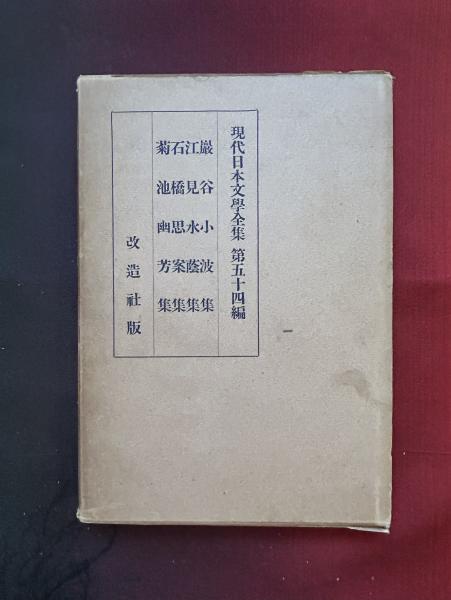 現代日本文學全集 第五十四編
巖谷小波集
江見水蔭集
石橋思案集
菊池幽芳集
改造社版